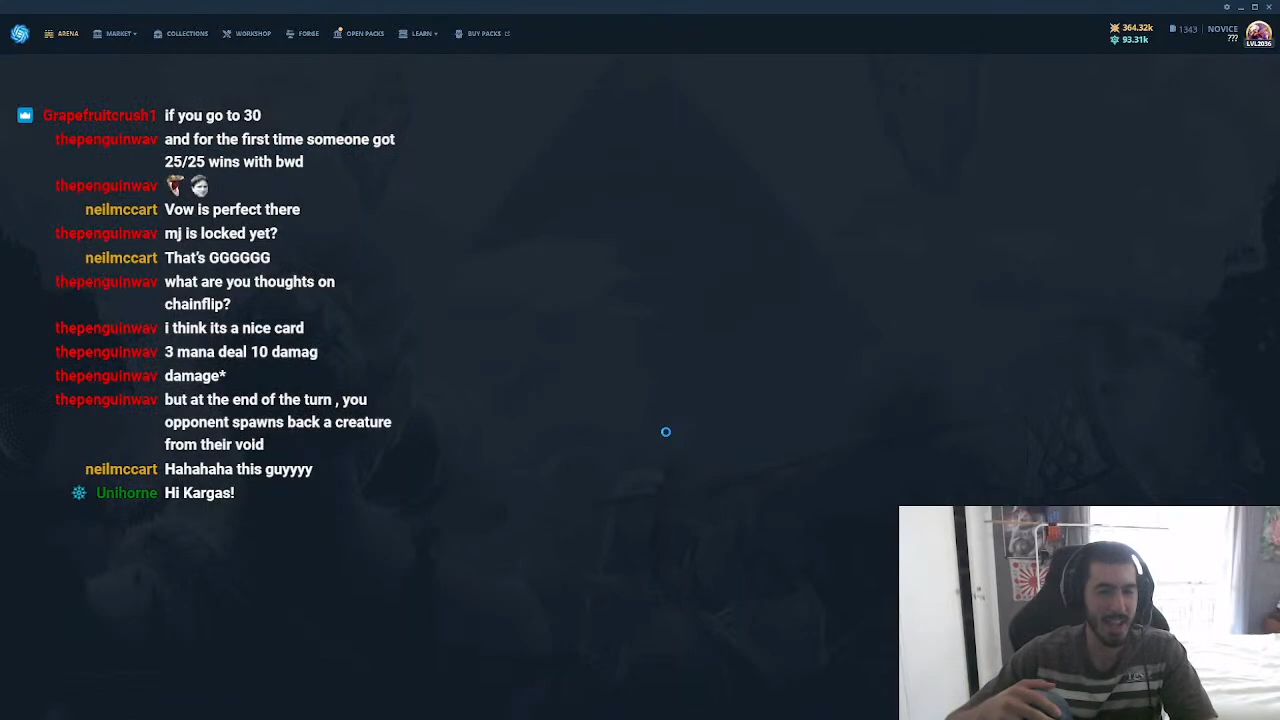 ARENA
MARKET
COLLECTIONS
WORKSHOP
FORGE
OPEN PACKS
LEARN
BUY PACKS
364.32k
93.31k
1343
NOVICE
???
LVL2036
Grapefruitcrush1 if you go to 30
thepenguinwav and for the first time someone got
25/25 wins with bwd
thepenguinwav
neilmccart Vow is perfect there
thepenguinwav mj is locked yet?
neilmccart That's GGGGGG
thepenguinwav what are you thoughts on
chainflip?
thepenguinwav i think its a nice card
thepenguinwav 3 mana deal 10 damag
thepenguinwav damage*
thepenguinwav but at the end of the turn , you
opponent spawns back a creature
from their void
neilmccart Hahahaha this guyyyy
Unihorne Hi Kargas!